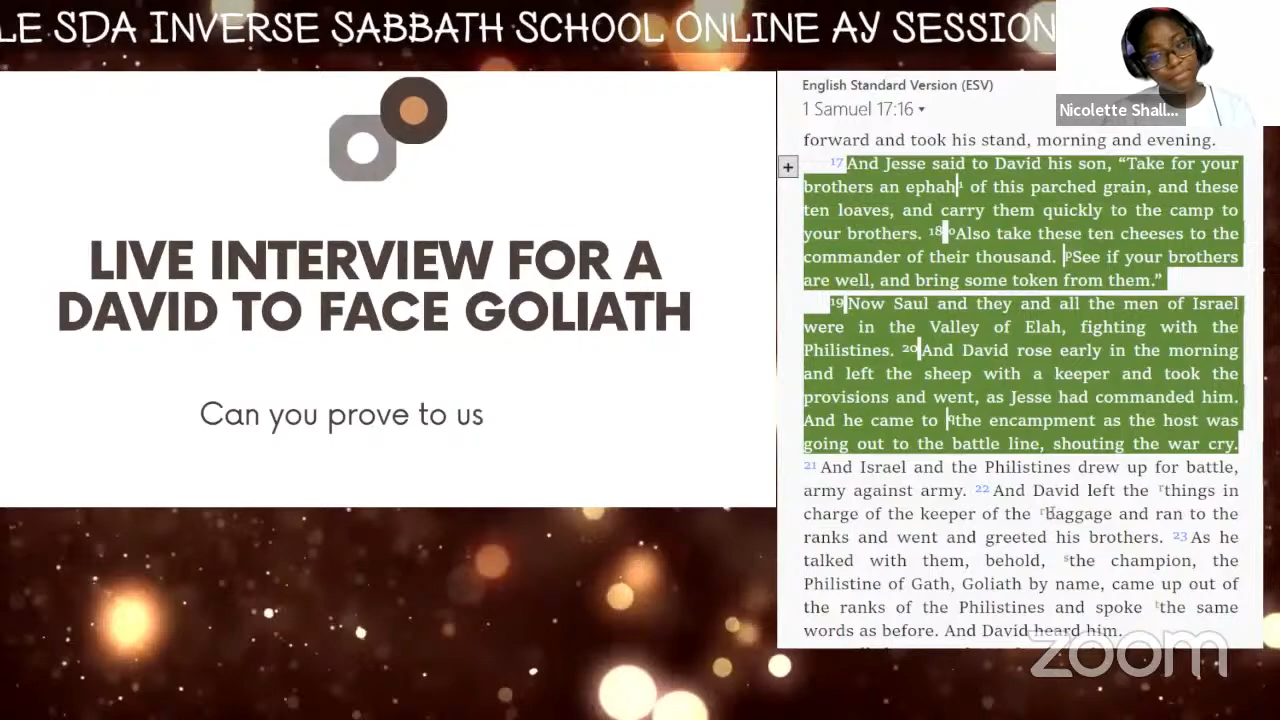 LE SDA INVERSE SABBATH SCHOOL ONLINE AY SESSION
Nicolette Shall...
LIVE INTERVIEW FOR A
DAVID TO FACE GOLIATH
Can you prove to us
English Standard Version (ESV)
1 Samuel 17:16
forward and took his stand, morning and evening.
17 And Jesse said to David his son, “Take for your
brothers an ephah1 of this parched grain, and these
ten loaves, and carry them quickly to the camp to
your brothers. 18 oAlso take these ten cheeses to the
commander of their thousand. pSee if your brothers
are well, and bring some token from them.”
19 Now Saul and they and all the men of Israel
were in the Valley of Elah, fighting with the
Philistines. 20 And David rose early in the morning
and left the sheep with a keeper and took the
provisions and went, as Jesse had commanded him.
And he came to qthe encampment as the host was
going out to the battle line, shouting the war cry.
21 And Israel and the Philistines drew up for battle,
army against army. 22 And David left the rthings in
charge of the keeper of the rbaggage and ran to the
ranks and went and greeted his brothers. 23 As he
talked with them, behold, sthe champion, the
Philistine of Gath, Goliath by name, came up out of
the ranks of the Philistines and spoke tthe same
words as before. And David heard him.
zoom